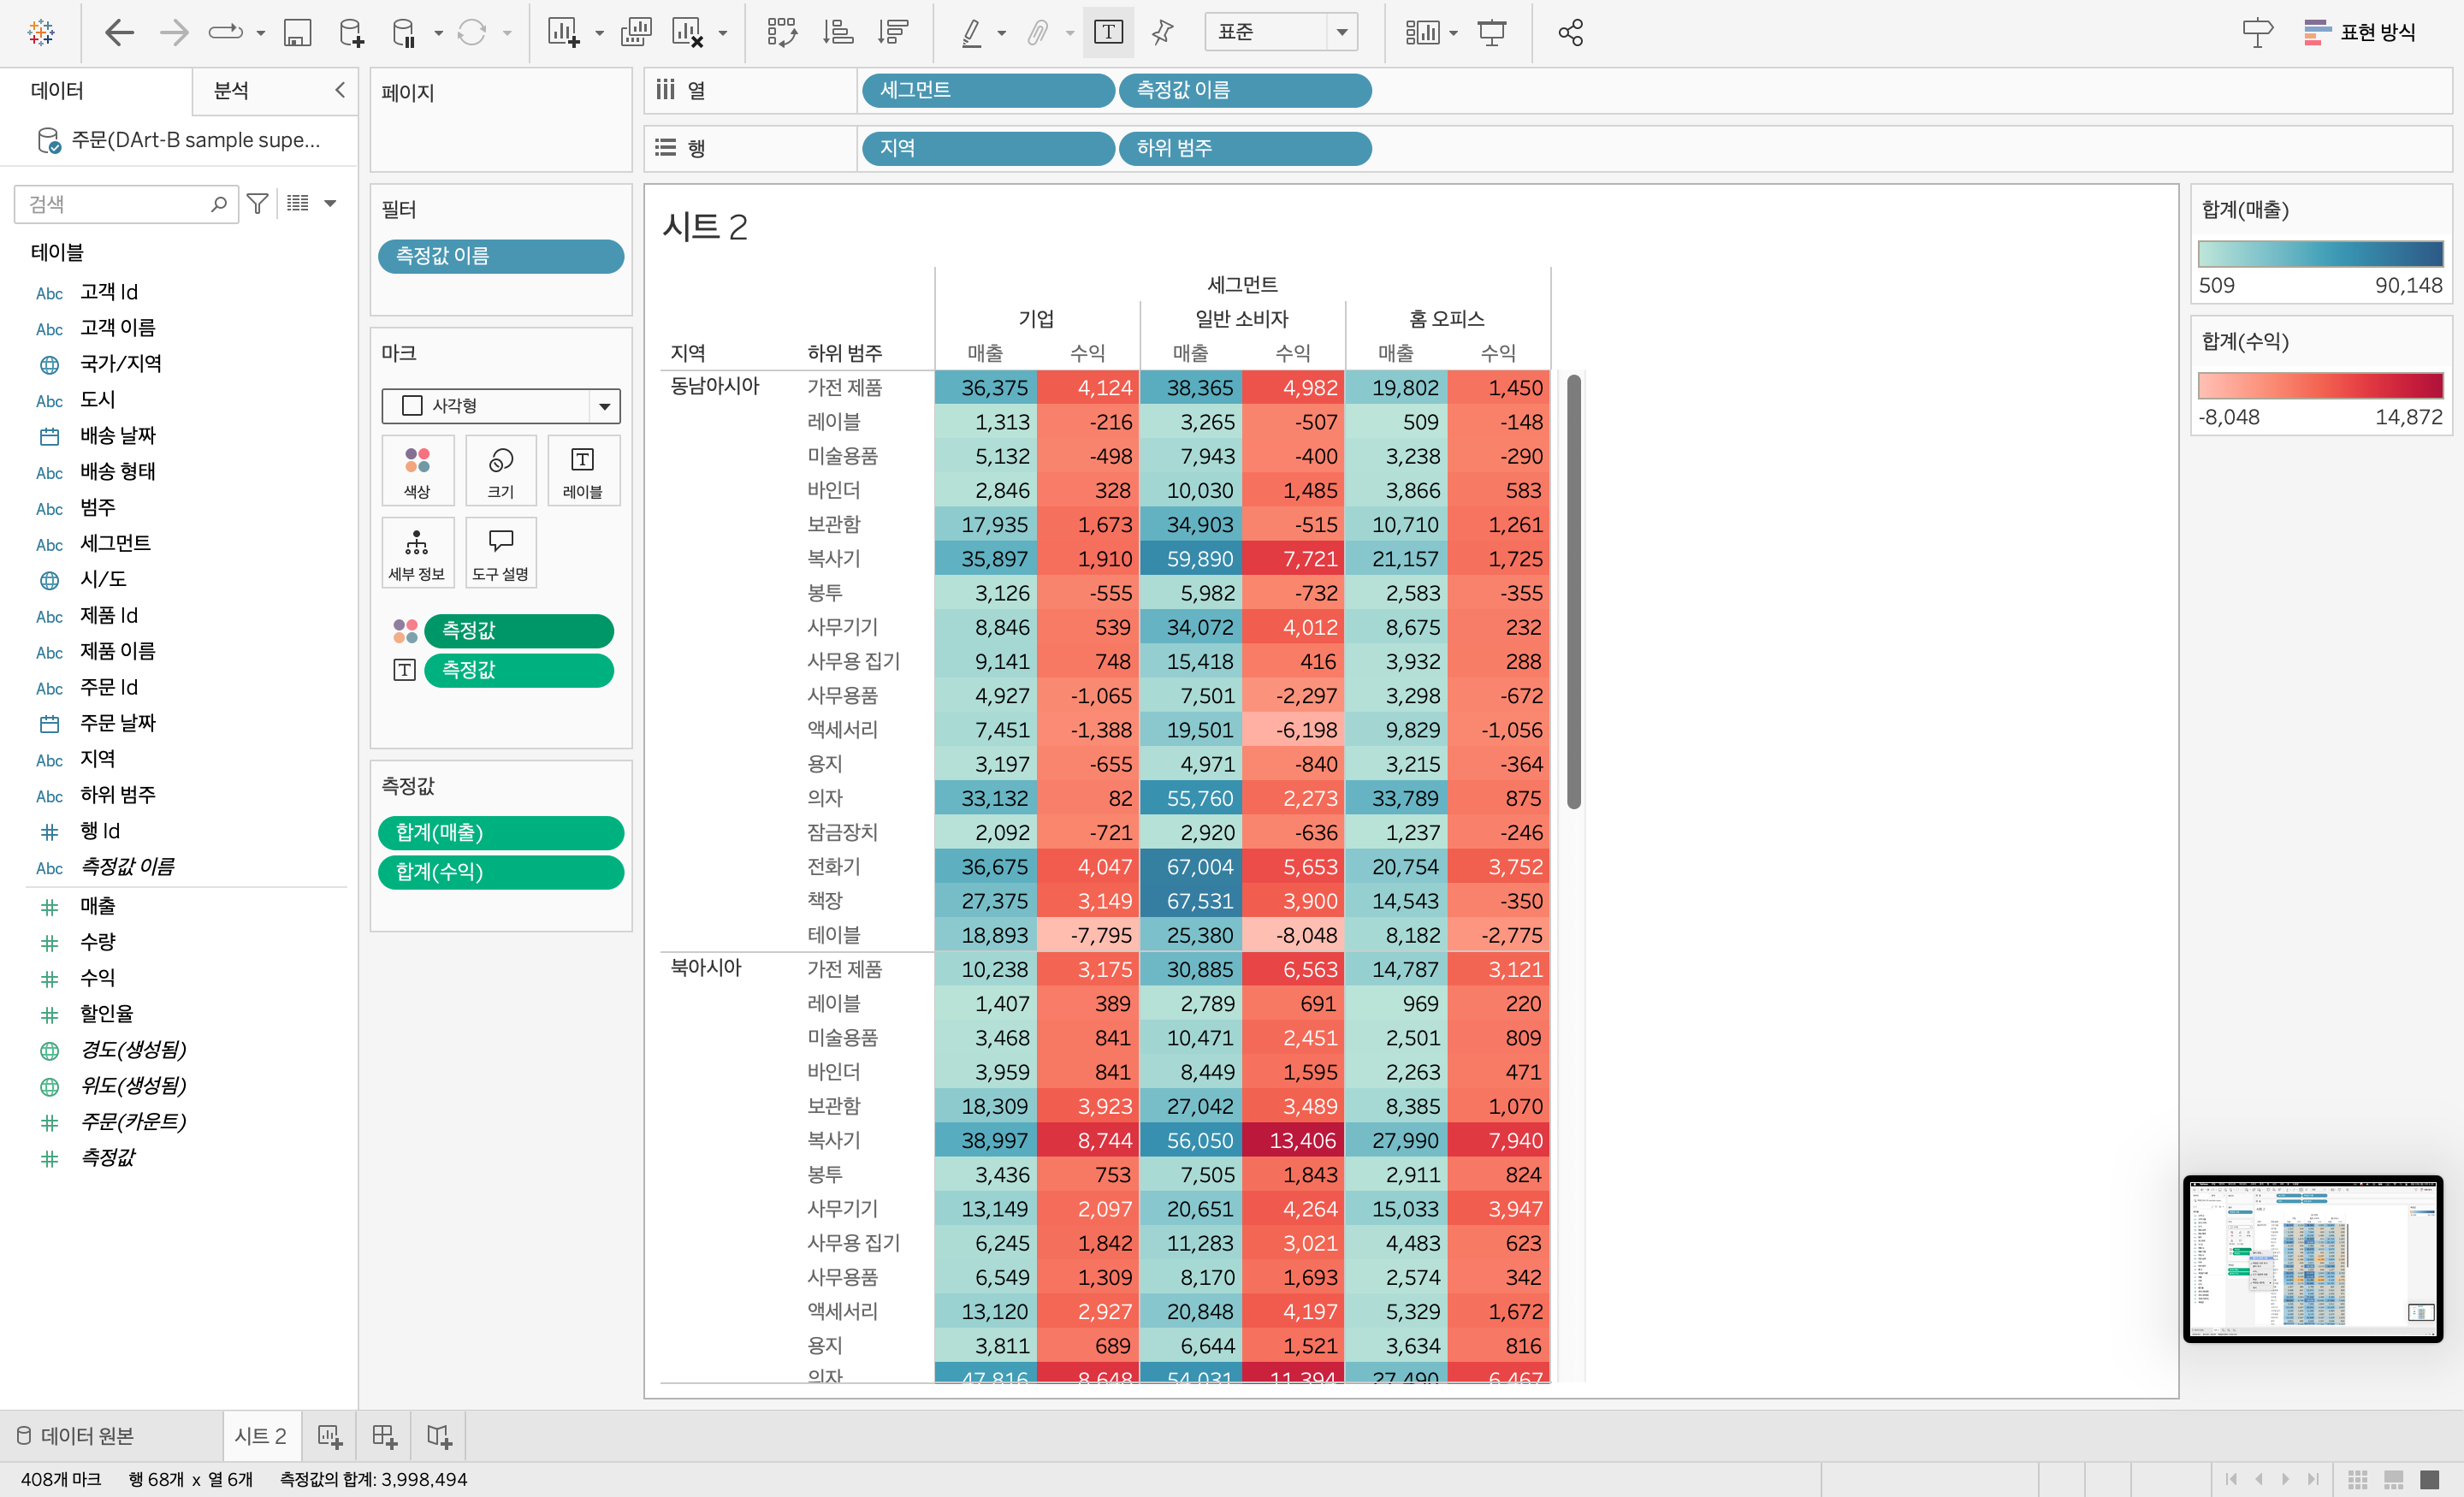 표준
표현 방식
데이터
분석
주문(DArt-B sample supe...
검색
테이블
Abc 고객 Id
Abc 고객 이름
국가/지역
Abc 도시
배송 날짜
Abc 배송 형태
Abc 범주
Abc 세그먼트
시/도
Abc 제품 Id
Abc 제품 이름
Abc 주문 Id
주문 날짜
Abc 지역
Abc 하위 범주
행 Id
Abc 측정값 이름
매출
수량
수익
할인율
경도(생성됨)
위도(생성됨)
주문(카운트)
측정값
페이지
필터
측정값 이름
마크
사각형
색상 크기 레이블
세부 정보 도구 설명
측정값
측정값
측정값
합계(매출)
합계(수익)
열 세그먼트 측정값 이름
행 지역 하위 범주
시트 2
세그먼트
기업 일반 소비자 홈 오피스
지역 하위 범주 매출 수익 매출 수익 매출 수익
동남아시아 가전 제품 36,375 4,124 38,365 4,982 19,802 1,450
레이블 1,313 -216 3,265 -507 509 -148
미술용품 5,132 -498 7,943 -400 3,238 -290
바인더 2,846 328 10,030 1,485 3,866 583
보관함 17,935 1,673 34,903 -515 10,710 1,261
복사기 35,897 1,910 59,890 7,721 21,157 1,725
봉투 3,126 -555 5,982 -732 2,583 -355
사무기기 8,846 539 34,072 4,012 8,675 232
사무용 집기 9,141 748 15,418 416 3,932 288
사무용품 4,927 -1,065 7,501 -2,297 3,298 -672
액세서리 7,451 -1,388 19,501 -6,198 9,829 -1,056
용지 3,197 -655 4,971 -840 3,215 -364
의자 33,132 82 55,760 2,273 33,789 875
잠금장치 2,092 -721 2,920 -636 1,237 -246
전화기 36,675 4,047 67,004 5,653 20,754 3,752
책장 27,375 3,149 67,531 3,900 14,543 -350
테이블 18,893 -7,795 25,380 -8,048 8,182 -2,775
북아시아 가전 제품 10,238 3,175 30,885 6,563 14,787 3,121
레이블 1,407 389 2,789 691 969 220
미술용품 3,468 841 10,471 2,451 2,501 809
바인더 3,959 841 8,449 1,595 2,263 471
보관함 18,309 3,923 27,042 3,489 8,385 1,070
복사기 38,997 8,744 56,050 13,406 27,990 7,940
봉투 3,436 753 7,505 1,843 2,911 824
사무기기 13,149 2,097 20,651 4,264 15,033 3,947
사무용 집기 6,245 1,842 11,283 3,021 4,483 623
사무용품 6,549 1,309 8,170 1,693 2,574 342
액세서리 13,120 2,927 20,848 4,197 5,329 1,672
용지 3,811 689 6,644 1,521 3,634 816
의자 47,816 8,648 54,031 11,394 27,490 6,467
합계(매출)
509 90,148
합계(수익)
-8,048 14,872
데이터 원본
시트 2
408개 마크 행 68개 x 열 6개 측정값의 합계: 3,998,494